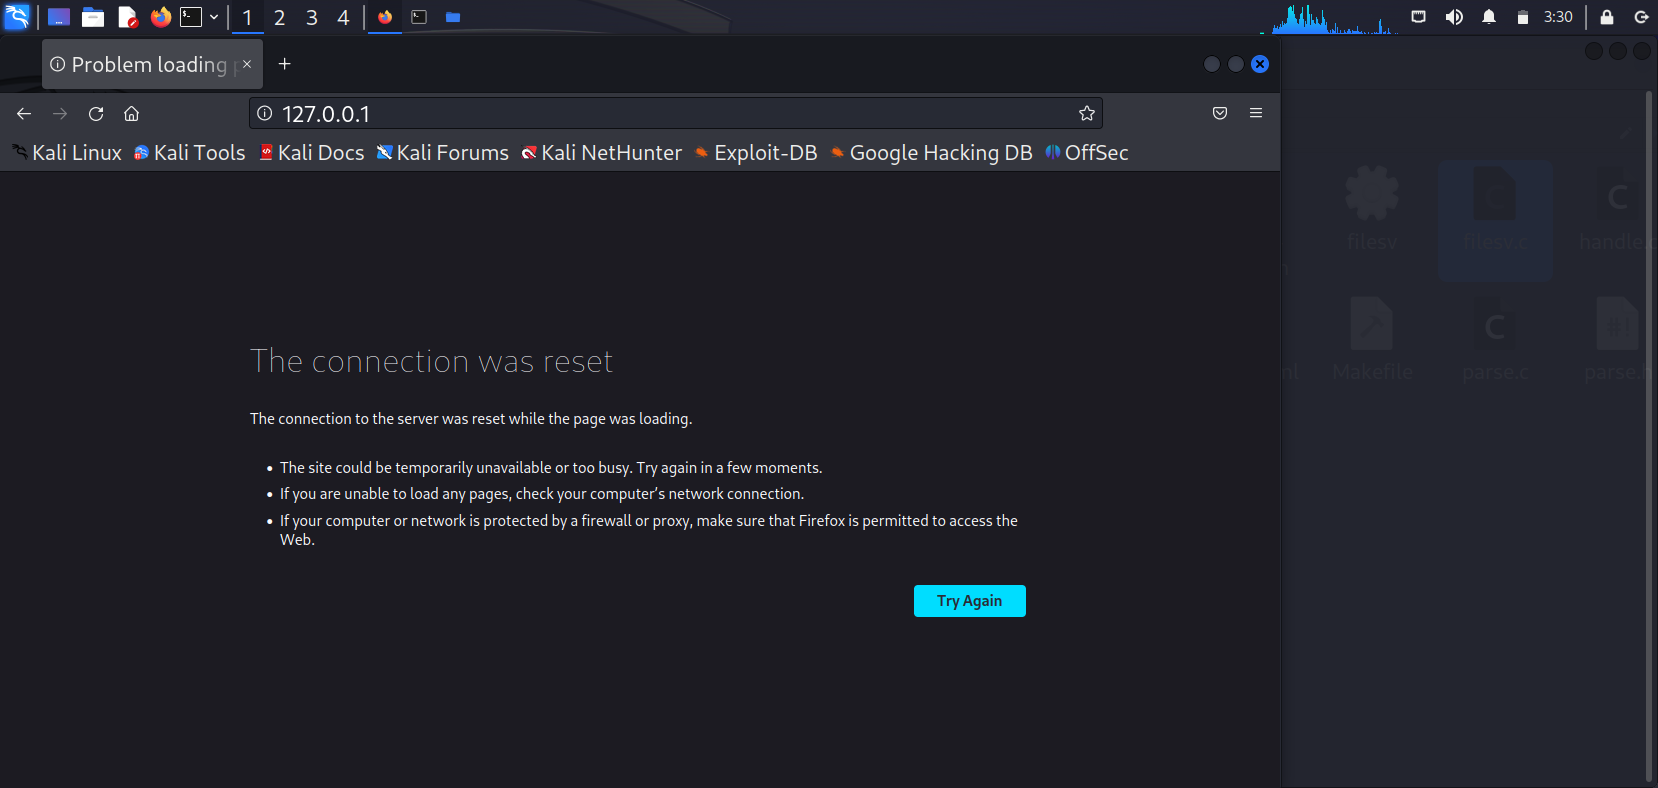 1 2 3 4 3:30
Problem loading p
127.0.0.1
Kali Linux Kali Tools Kali Docs Kali Forums Kali NetHunter Exploit-DB Google Hacking DB OffSec
filesv filesv.c handle.c
The connection was reset
Makefile parse.c parse.h
The connection to the server was reset while the page was loading.
• The site could be temporarily unavailable or too busy. Try again in a few moments.
• If you are unable to load any pages, check your computer’s network connection.
• If your computer or network is protected by a firewall or proxy, make sure that Firefox is permitted to access the
Web.
Try Again